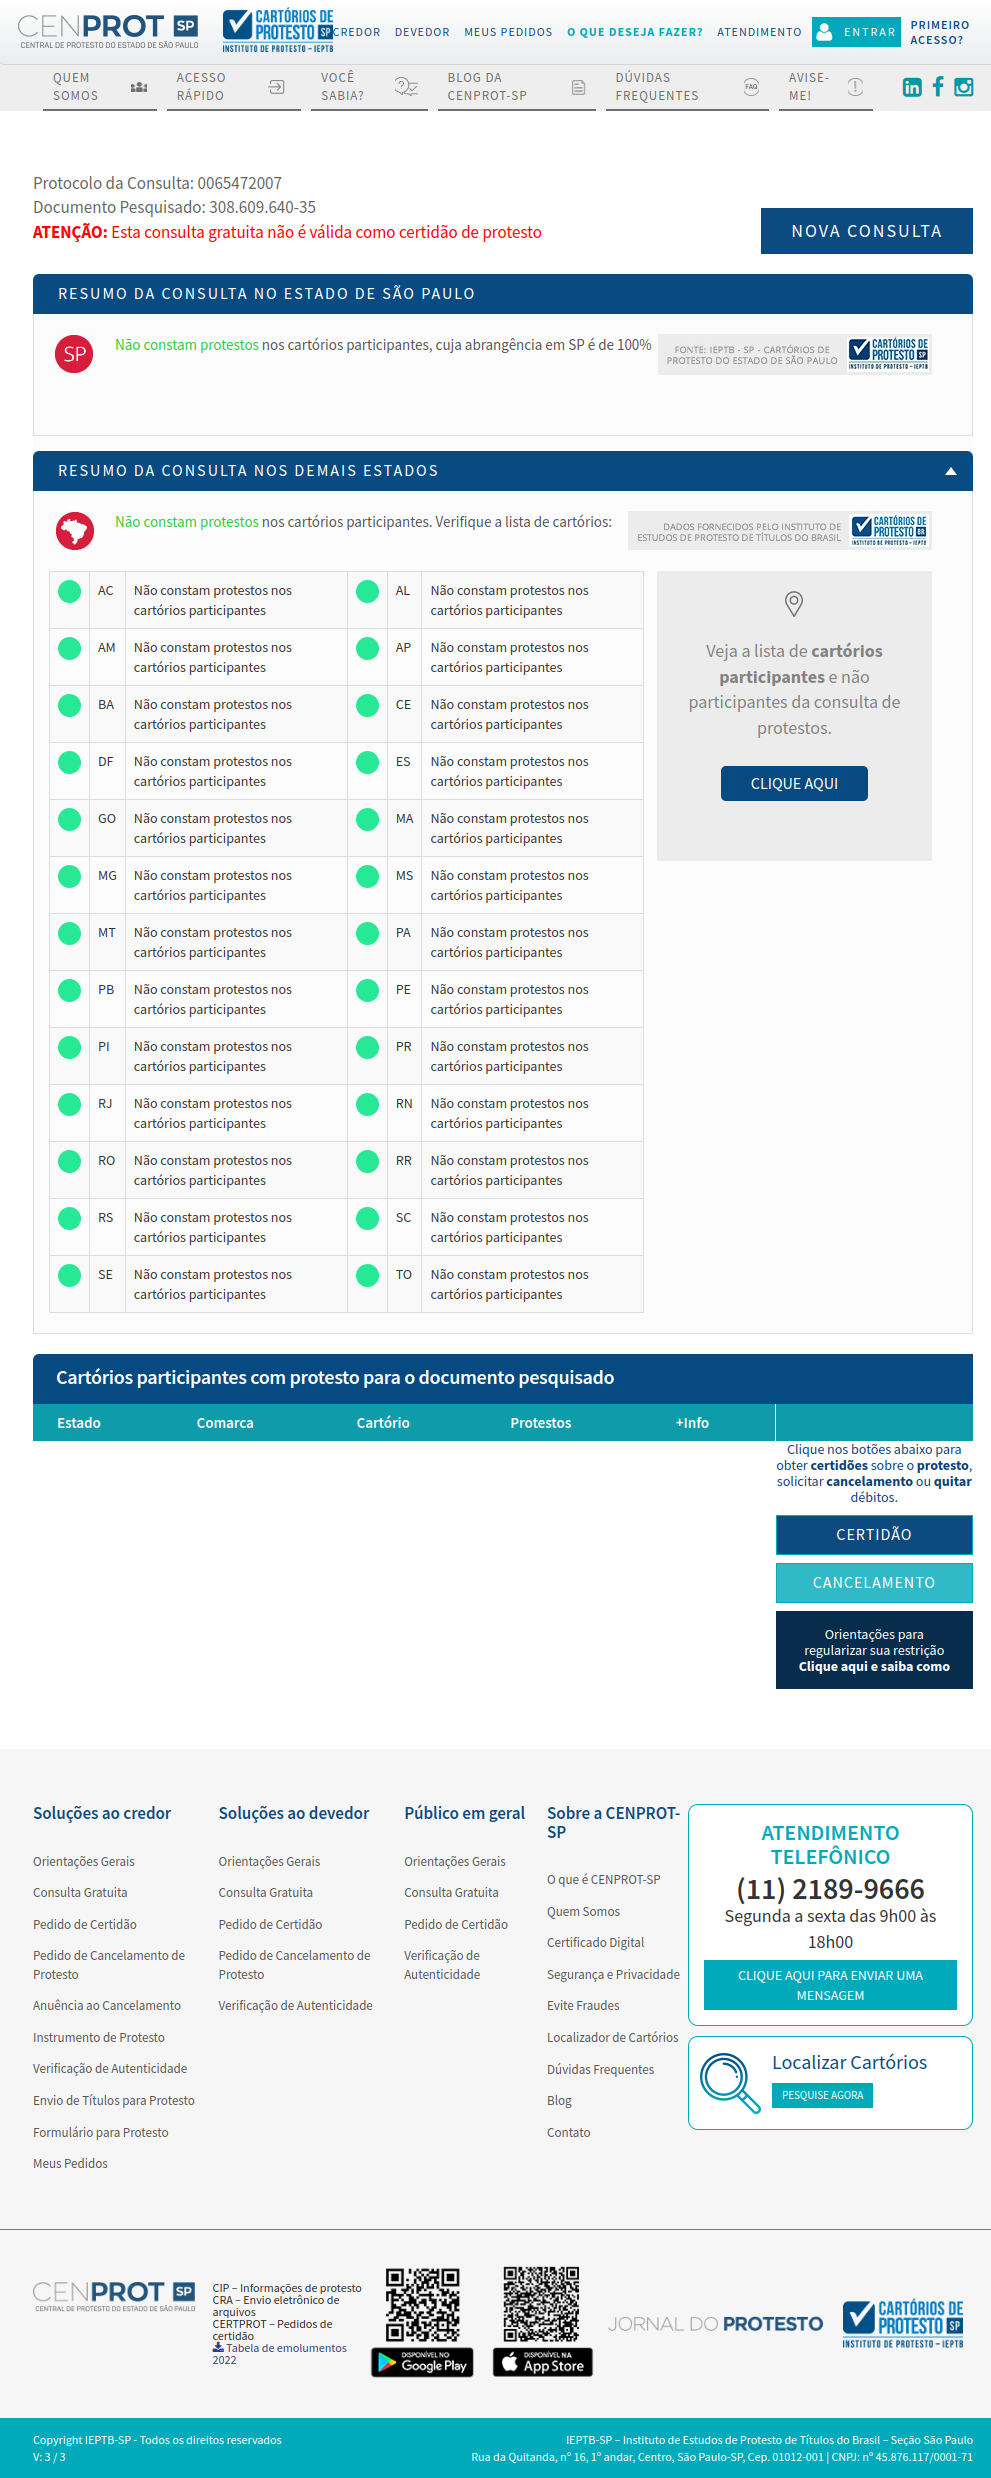 CENPROT SP
CENTRAL DE PROTESTO DO ESTADO DE SÃO PAULO
CARTÓRIOS DE
PROTESTO SP
INSTITUTO DE PROTESTO – IEPTB
CREDOR DEVEDOR MEUS PEDIDOS O QUE DESEJA FAZER? ATENDIMENTO ENTRAR PRIMEIRO
ACESSO?
QUEM
SOMOS
ACESSO
RÁPIDO
VOCÊ
SABIA?
BLOG DA
CENPROT-SP
DÚVIDAS
FREQUENTES
FAQ
AVISE-
ME!
in
Protocolo da Consulta: 0065472007
Documento Pesquisado: 308.609.640-35
ATENÇÃO: Esta consulta gratuita não é válida como certidão de protesto
NOVA CONSULTA
RESUMO DA CONSULTA NO ESTADO DE SÃO PAULO
SP Não constam protestos nos cartórios participantes, cuja abrangência em SP é de 100%
FONTE: IEPTB - SP - CARTÓRIOS DE
PROTESTO DO ESTADO DE SÃO PAULO
CARTÓRIOS DE
PROTESTO SP
INSTITUTO DE PROTESTO – IEPTB
RESUMO DA CONSULTA NOS DEMAIS ESTADOS
Não constam protestos nos cartórios participantes. Verifique a lista de cartórios:
DADOS FORNECIDOS PELO INSTITUTO DE
ESTUDOS DE PROTESTO DE TÍTULOS DO BRASIL
CARTÓRIOS DE
PROTESTO BR
INSTITUTO DE PROTESTO – IEPTB
AC Não constam protestos nos AL Não constam protestos nos
cartórios participantes cartórios participantes
AM Não constam protestos nos AP Não constam protestos nos
cartórios participantes cartórios participantes
BA Não constam protestos nos CE Não constam protestos nos
cartórios participantes cartórios participantes
DF Não constam protestos nos ES Não constam protestos nos
cartórios participantes cartórios participantes
GO Não constam protestos nos MA Não constam protestos nos
cartórios participantes cartórios participantes
MG Não constam protestos nos MS Não constam protestos nos
cartórios participantes cartórios participantes
MT Não constam protestos nos PA Não constam protestos nos
cartórios participantes cartórios participantes
PB Não constam protestos nos PE Não constam protestos nos
cartórios participantes cartórios participantes
PI Não constam protestos nos PR Não constam protestos nos
cartórios participantes cartórios participantes
RJ Não constam protestos nos RN Não constam protestos nos
cartórios participantes cartórios participantes
RO Não constam protestos nos RR Não constam protestos nos
cartórios participantes cartórios participantes
RS Não constam protestos nos SC Não constam protestos nos
cartórios participantes cartórios participantes
SE Não constam protestos nos TO Não constam protestos nos
cartórios participantes cartórios participantes
Veja a lista de cartórios
participantes e não
participantes da consulta de
protestos.
CLIQUE AQUI
Cartórios participantes com protesto para o documento pesquisado
Estado Comarca Cartório Protestos +Info
Clique nos botões abaixo para
obter certidões sobre o protesto,
solicitar cancelamento ou quitar
débitos.
CERTIDÃO
CANCELAMENTO
Orientações para
regularizar sua restrição
Clique aqui e saiba como
Soluções ao credor
Orientações Gerais
Consulta Gratuita
Pedido de Certidão
Pedido de Cancelamento de
Protesto
Anuência ao Cancelamento
Instrumento de Protesto
Verificação de Autenticidade
Envio de Títulos para Protesto
Formulário para Protesto
Meus Pedidos
Soluções ao devedor
Orientações Gerais
Consulta Gratuita
Pedido de Certidão
Pedido de Cancelamento de
Protesto
Verificação de Autenticidade
Público em geral
Orientações Gerais
Consulta Gratuita
Pedido de Certidão
Verificação de
Autenticidade
Sobre a CENPROT-
SP
O que é CENPROT-SP
Quem Somos
Certificado Digital
Segurança e Privacidade
Evite Fraudes
Localizador de Cartórios
Dúvidas Frequentes
Blog
Contato
ATENDIMENTO
TELEFÔNICO
(11) 2189-9666
Segunda a sexta das 9h00 às
18h00
CLIQUE AQUI PARA ENVIAR UMA
MENSAGEM
Localizar Cartórios
PESQUISE AGORA
CENPROT SP
CENTRAL DE PROTESTO DO ESTADO DE SÃO PAULO
CIP – Informações de protesto
CRA – Envio eletrônico de
arquivos
CERTPROT – Pedidos de
certidão
Tabela de emolumentos
2022
DISPONÍVEL NO
Google Play
DISPONÍVEL NA
App Store
JORNAL DO PROTESTO
CARTÓRIOS DE
PROTESTO SP
INSTITUTO DE PROTESTO – IEPTB
Copyright IEPTB-SP - Todos os direitos reservados
V: 3 / 3
IEPTB-SP – Instituto de Estudos de Protesto de Títulos do Brasil – Seção São Paulo
Rua da Quitanda, nº 16, 1º andar, Centro, São Paulo-SP, Cep. 01012-001 | CNPJ: nº 45.876.117/0001-71